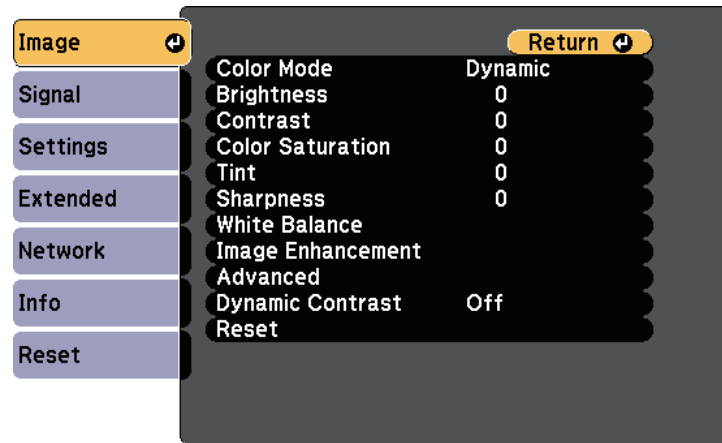 Image
Signal
Settings
Extended
Network
Info
Reset
Return
Color Mode Dynamic
Brightness 0
Contrast 0
Color Saturation 0
Tint 0
Sharpness 0
White Balance
Image Enhancement
Advanced
Dynamic Contrast Off
Reset